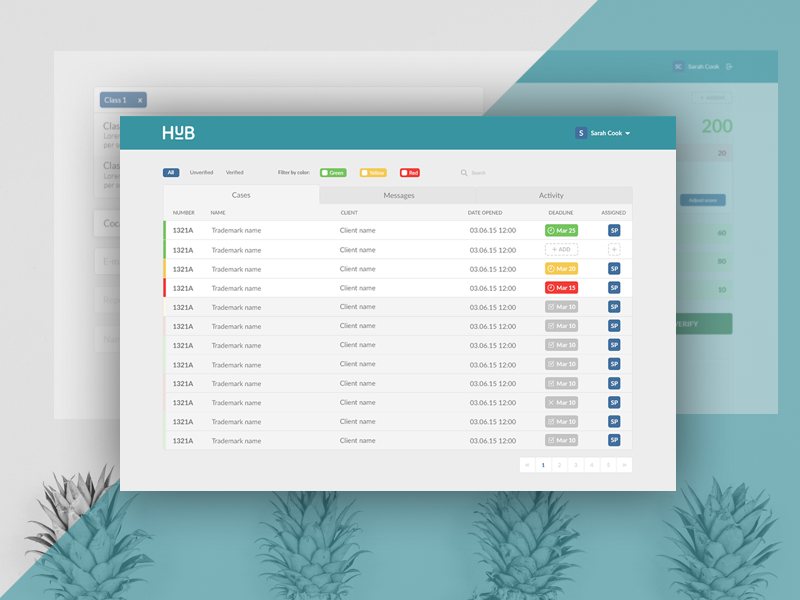 Sarah Cook
Class 1 ×
200
20
Adjust score
60
80
10
HUB
S Sarah Cook
All Unverified Verified Filter by color: Green Yellow Red Search
Cases Messages Activity
NUMBER NAME CLIENT DATE OPENED DEADLINE ASSIGNED
1321A Trademark name Client name 03.06.15 12:00 Mar 25 SP
1321A Trademark name Client name 03.06.15 12:00 + ADD +
1321A Trademark name Client name 03.06.15 12:00 Mar 20 SP
1321A Trademark name Client name 03.06.15 12:00 Mar 15 SP
1321A Trademark name Client name 03.06.15 12:00 Mar 10 SP
1321A Trademark name Client name 03.06.15 12:00 Mar 10 SP
1321A Trademark name Client name 03.06.15 12:00 Mar 10 SP
1321A Trademark name Client name 03.06.15 12:00 Mar 10 SP
1321A Trademark name Client name 03.06.15 12:00 Mar 10 SP
1321A Trademark name Client name 03.06.15 12:00 Mar 10 SP
1321A Trademark name Client name 03.06.15 12:00 Mar 10 SP
1321A Trademark name Client name 03.06.15 12:00 Mar 10 SP
« 1 2 3 4 5 »